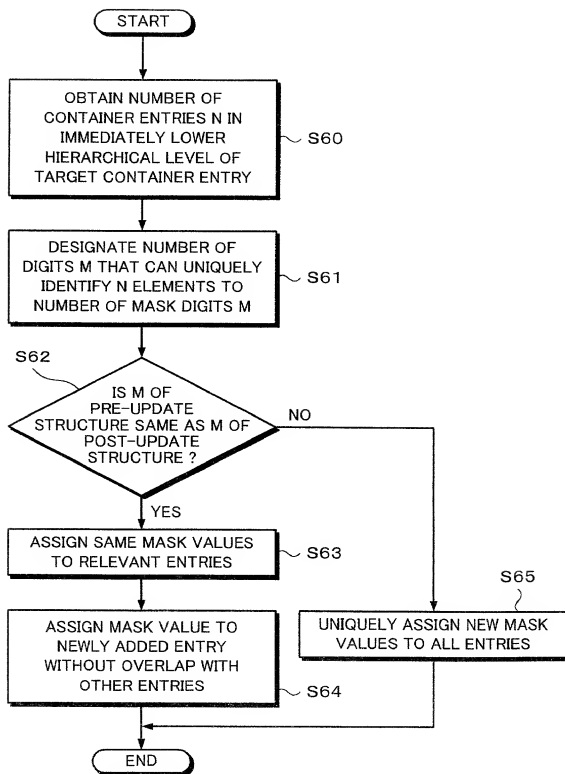 START
OBTAIN NUMBER OF
CONTAINER ENTRIES N IN
IMMEDIATELY LOWER
HIERARCHICAL LEVEL OF
TARGET CONTAINER ENTRY
S60
DESIGNATE NUMBER OF
DIGITS M THAT CAN UNIQUELY
IDENTIFY N ELEMENTS TO
NUMBER OF MASK DIGITS M
S61
S62
IS M OF
PRE-UPDATE
STRUCTURE SAME AS M OF
POST-UPDATE
STRUCTURE ?
NO
YES
ASSIGN SAME MASK VALUES
TO RELEVANT ENTRIES
S63
S65
ASSIGN MASK VALUE TO
NEWLY ADDED ENTRY
WITHOUT OVERLAP WITH
OTHER ENTRIES
S64
UNIQUELY ASSIGN NEW MASK
VALUES TO ALL ENTRIES
END